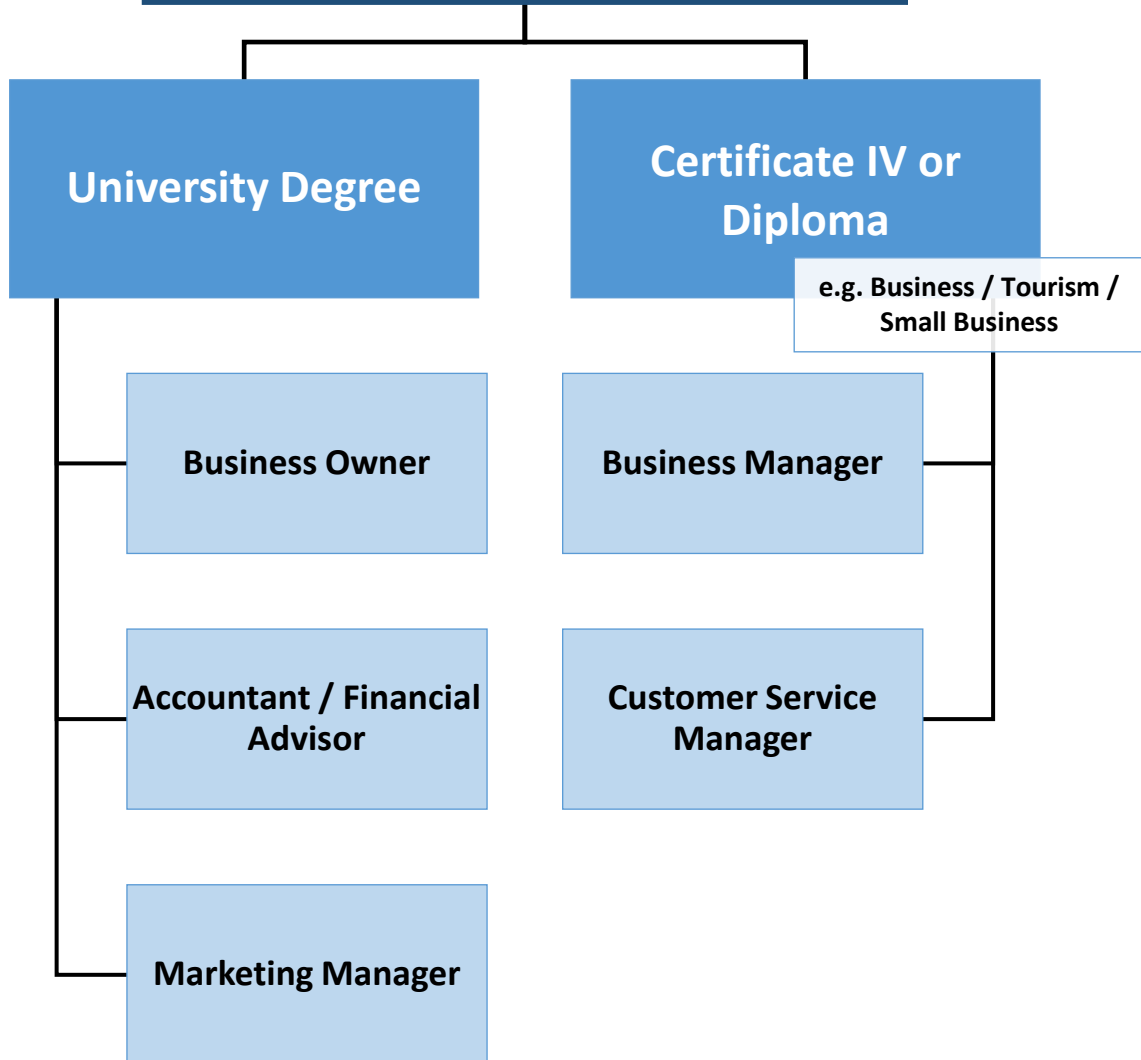 University Degree
Certificate IV or
Diploma
e.g. Business / Tourism /
Small Business
Business Owner
Business Manager
Accountant / Financial
Advisor
Customer Service
Manager
Marketing Manager